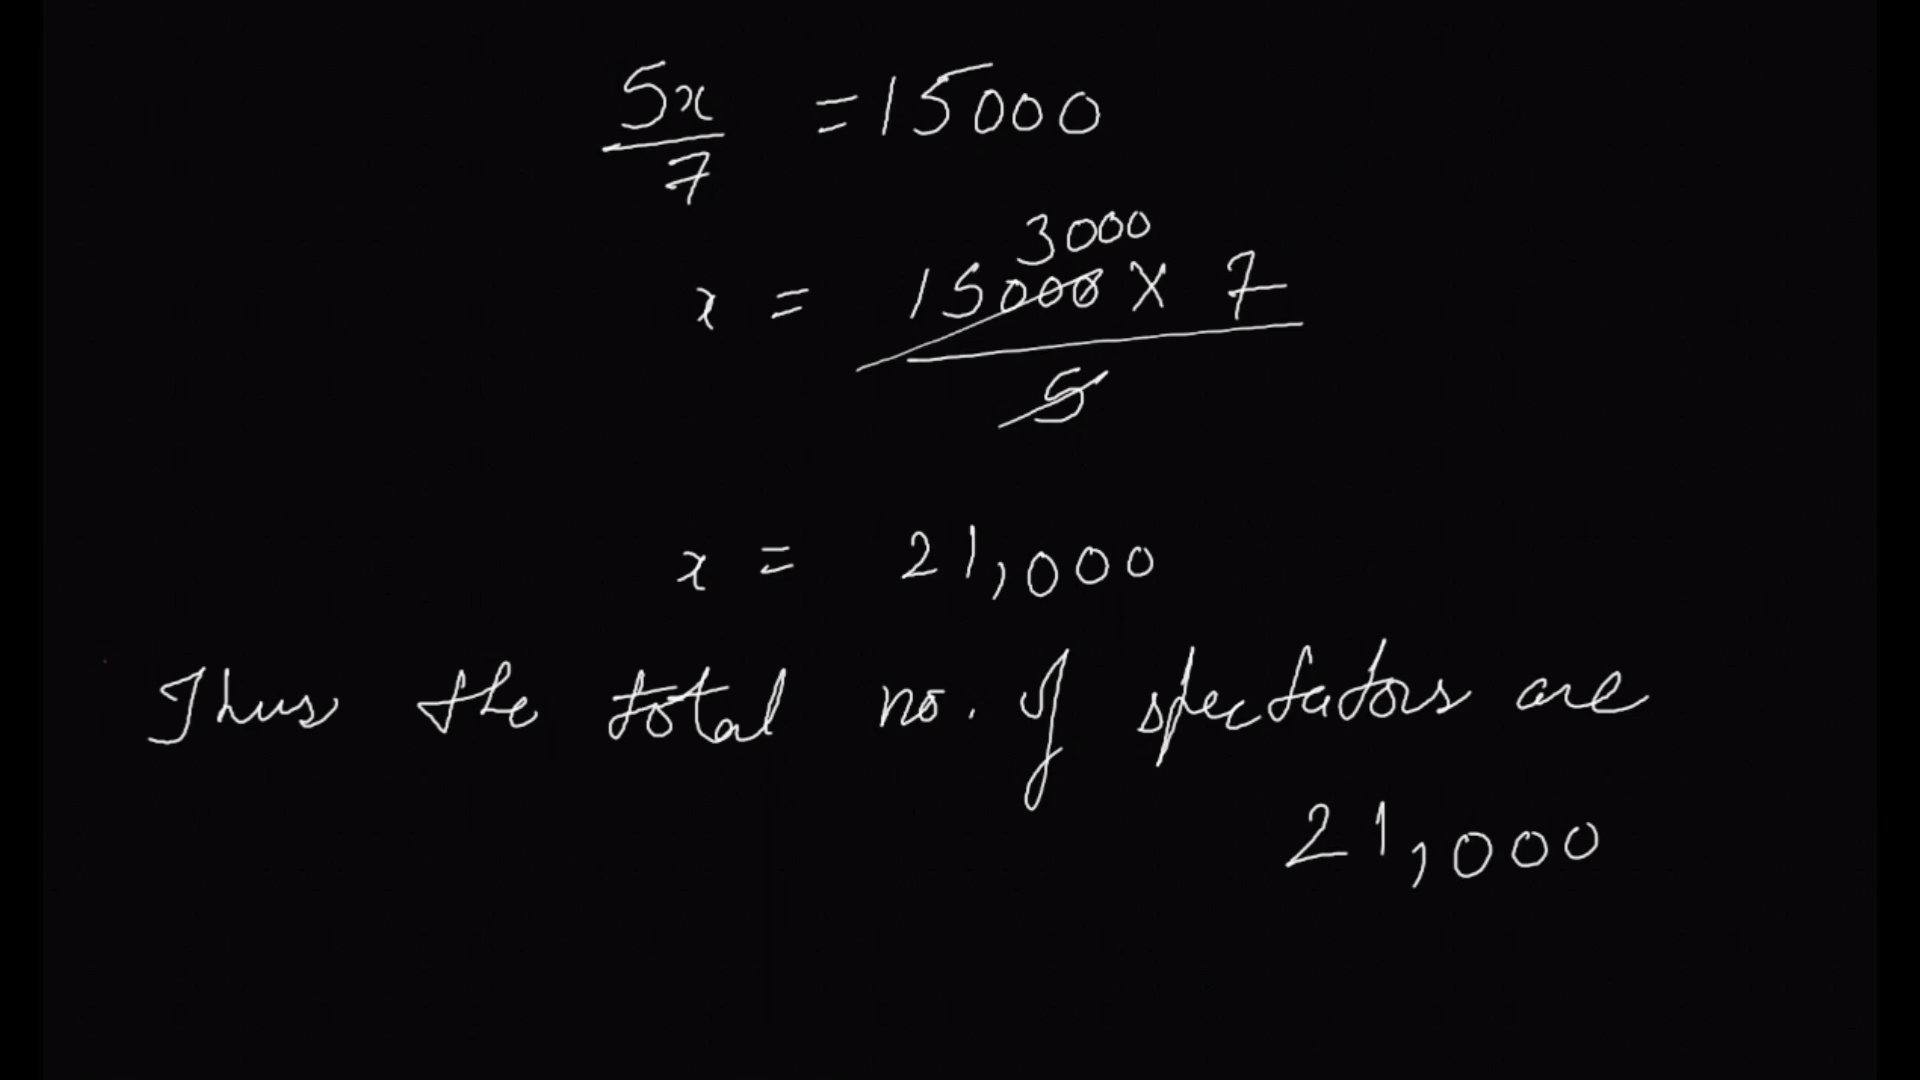 5x/7 = 15000
3000
x = 15000 X 7 / 5
x = 21,000
Thus the total no. of spectators are
21,000